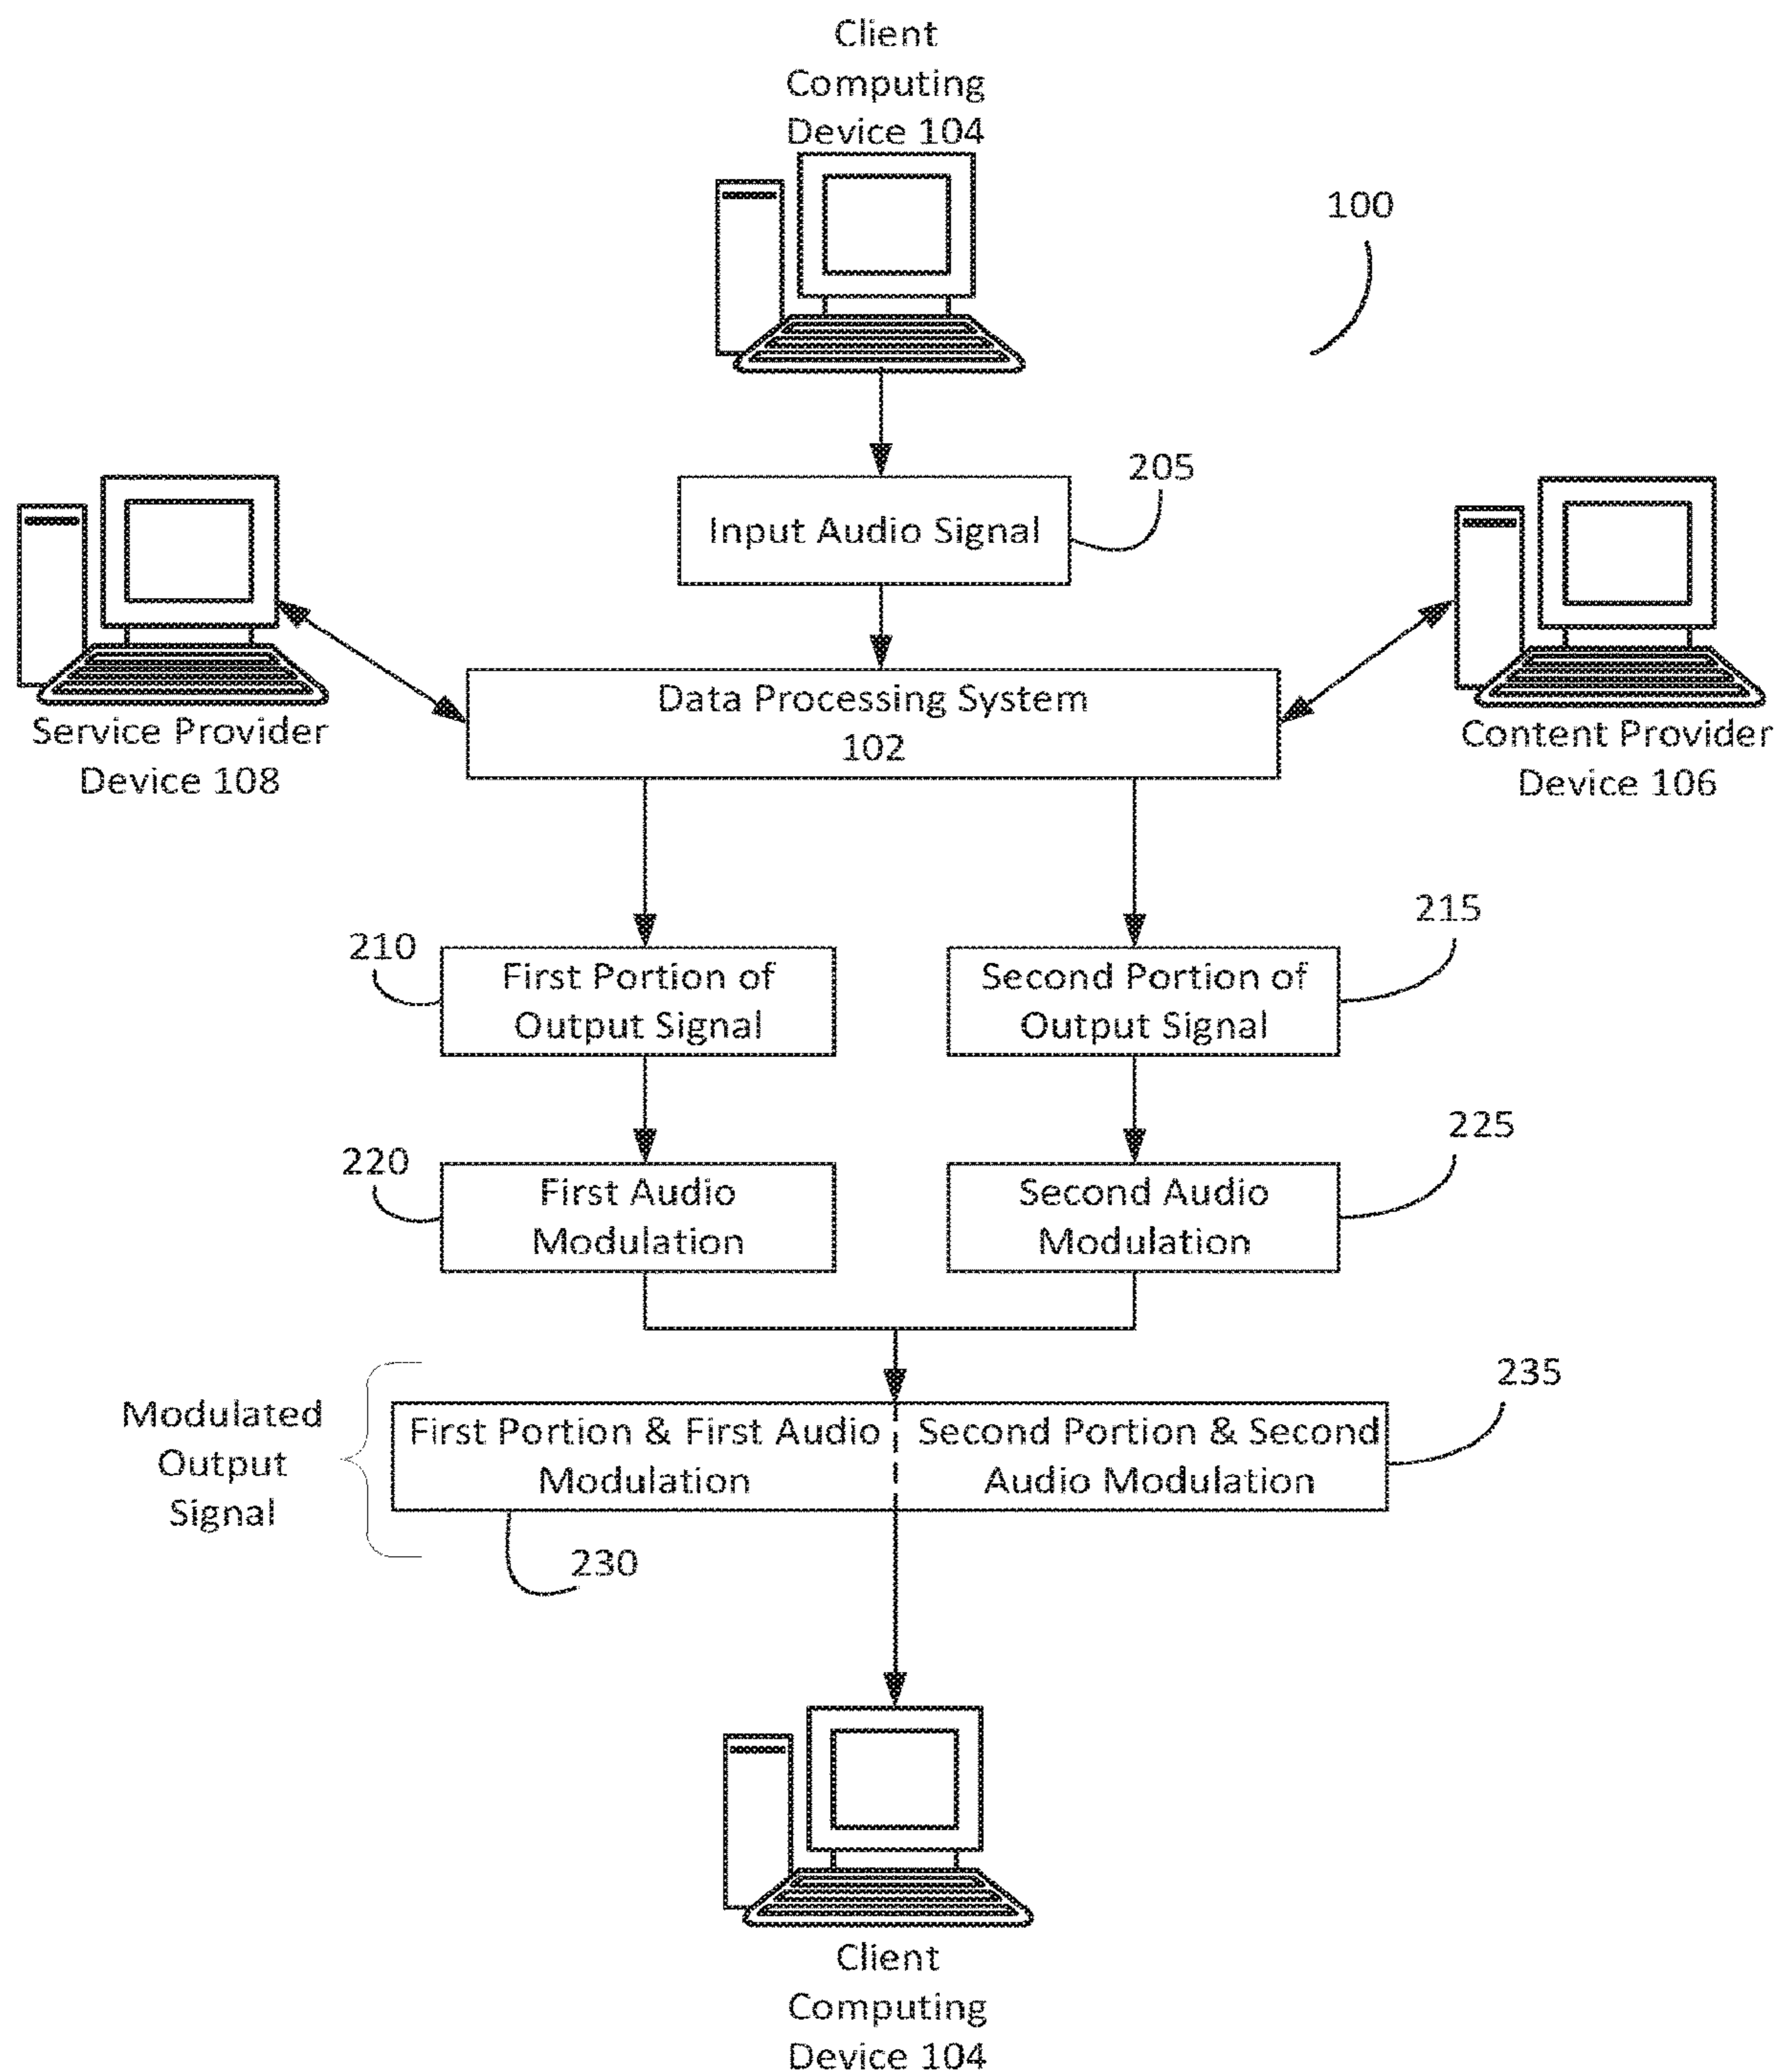 Client
Computing
Device 104
100
205
Input Audio Signal
Data Processing System
102
Service Provider
Device 108
Content Provider
Device 106
210
First Portion of
Output Signal
215
Second Portion of
Output Signal
220
First Audio
Modulation
225
Second Audio
Modulation
235
Modulated
Output
Signal
First Portion & First Audio
Modulation
Second Portion & Second
Audio Modulation
230
Client
Computing
Device 104